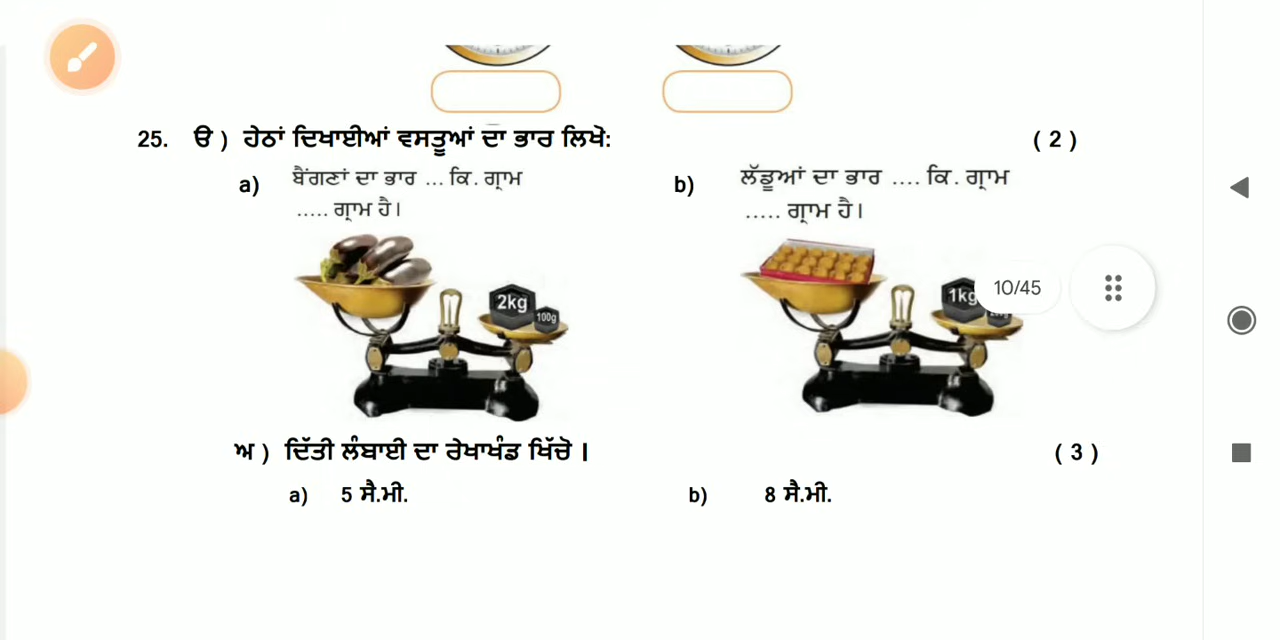 25. ੳ ) ਹੇਠਾਂ ਦਿਖਾਈਆਂ ਵਸਤੂਆਂ ਦਾ ਭਾਰ ਲਿਖੋ: ( 2 )
a) ਬੈਂਗਣਾਂ ਦਾ ਭਾਰ ... ਕਿ. ਗ੍ਰਾਮ
..... ਗ੍ਰਾਮ ਹੈ।
b) ਲੱਡੂਆਂ ਦਾ ਭਾਰ .... ਕਿ. ਗ੍ਰਾਮ
..... ਗ੍ਰਾਮ ਹੈ।
2kg
100g
1kg
10/45
ਅ ) ਦਿੱਤੀ ਲੰਬਾਈ ਦਾ ਰੇਖਾਖੰਡ ਖਿੱਚੋ । ( 3 )
a) 5 ਸੈ.ਮੀ. b) 8 ਸੈ.ਮੀ.